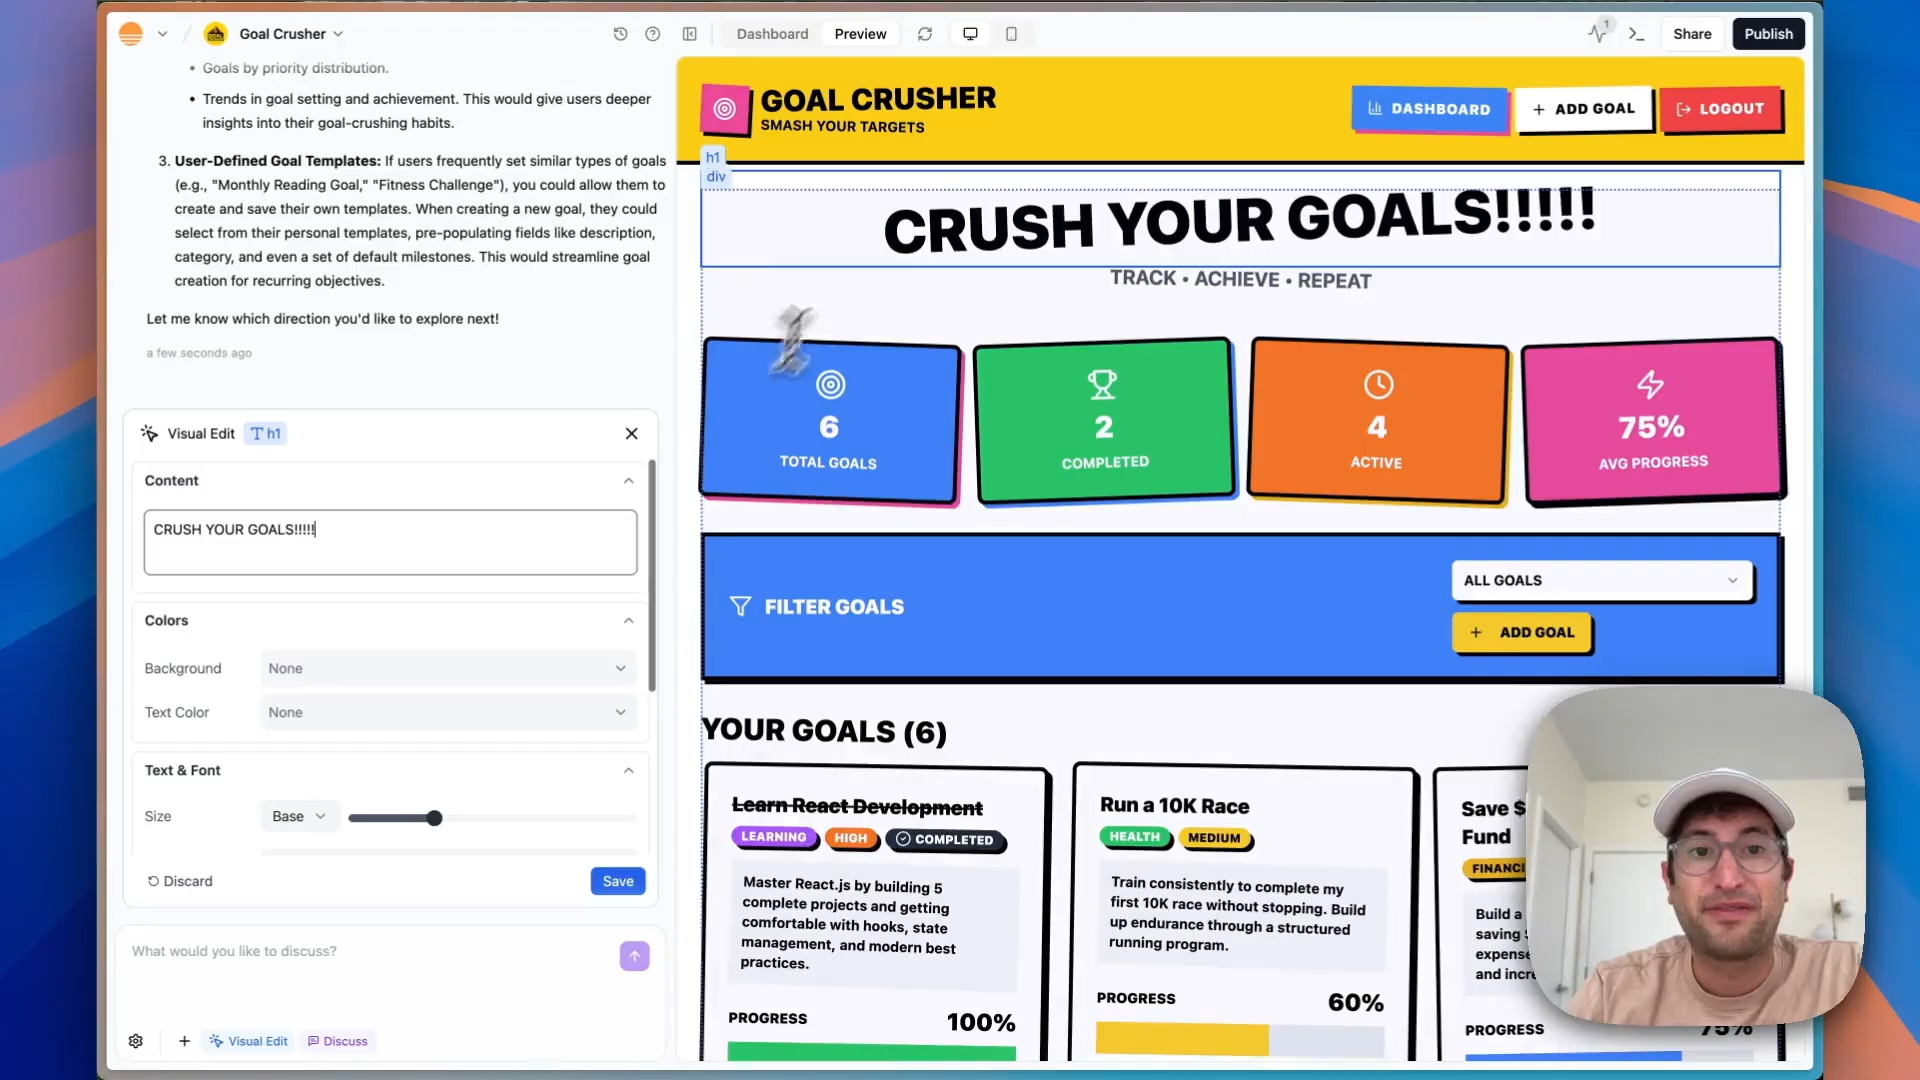 Goal Crusher
Dashboard
Preview
1
Share
Publish
• Goals by priority distribution.
• Trends in goal setting and achievement. This would give users deeper
insights into their goal-crushing habits.
3. User-Defined Goal Templates: If users frequently set similar types of goals
(e.g., "Monthly Reading Goal," "Fitness Challenge"), you could allow them to
create and save their own templates. When creating a new goal, they could
select from their personal templates, pre-populating fields like description,
category, and even a set of default milestones. This would streamline goal
creation for recurring objectives.
Let me know which direction you'd like to explore next!
a few seconds ago
Visual Edit
T h1
Content
CRUSH YOUR GOALS!!!!!
Colors
Background
None
Text Color
None
Text & Font
Size
Base
Discard
Save
What would you like to discuss?
Visual Edit
Discuss
GOAL CRUSHER
SMASH YOUR TARGETS
DASHBOARD
+ ADD GOAL
LOGOUT
h1
div
CRUSH YOUR GOALS!!!!!
TRACK • ACHIEVE • REPEAT
6
TOTAL GOALS
2
COMPLETED
4
ACTIVE
75%
AVG PROGRESS
FILTER GOALS
ALL GOALS
+ ADD GOAL
YOUR GOALS (6)
Learn React Development
LEARNING
HIGH
COMPLETED
Master React.js by building 5
complete projects and getting
comfortable with hooks, state
management, and modern best
practices.
PROGRESS
100%
Run a 10K Race
HEALTH
MEDIUM
Train consistently to complete my
first 10K race without stopping. Build
up endurance through a structured
running program.
PROGRESS
60%
Save $
Fund
FINANCI
Build a
saving
expense
and incre
PROGRESS
75%